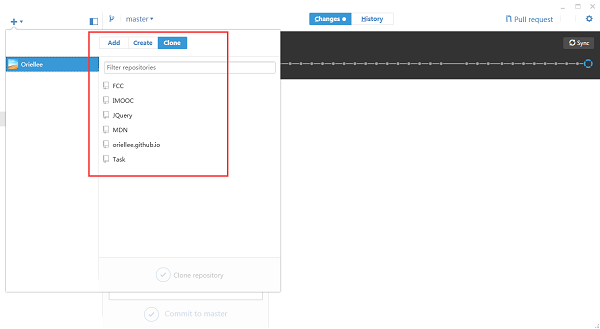 master
Changes
History
Pull request
Add
Create
Clone
Sync
Oriellee
Filter repositories
FCC
IMOOC
JQuery
MDN
oriellee.github.io
Task
Clone repository
Commit to master